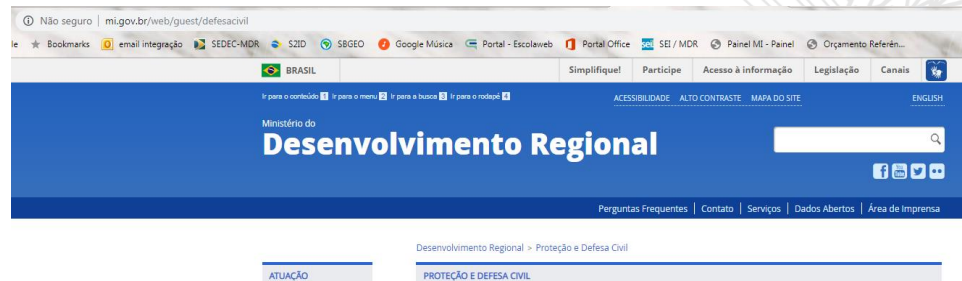 Não seguro | mi.gov.br/web/guest/defesacivil
le Bookmarks email integração SEDEC-MDR S2ID SBGEO Google Música Portal - Escolaweb Portal Office SEI / MDR Painel MI - Painel Orçamento Referên...
BRASIL Simplifique! Participe Acesso à informação Legislação Canais
Ir para o conteúdo 1 Ir para o menu 2 Ir para a busca 3 Ir para o rodapé 4 ACESSIBILIDADE ALTO CONTRASTE MAPA DO SITE ENGLISH
Ministério do
Desenvolvimento Regional
Perguntas Frequentes | Contato | Serviços | Dados Abertos | Área de Imprensa
Desenvolvimento Regional > Proteção e Defesa Civil
ATUAÇÃO PROTEÇÃO E DEFESA CIVIL